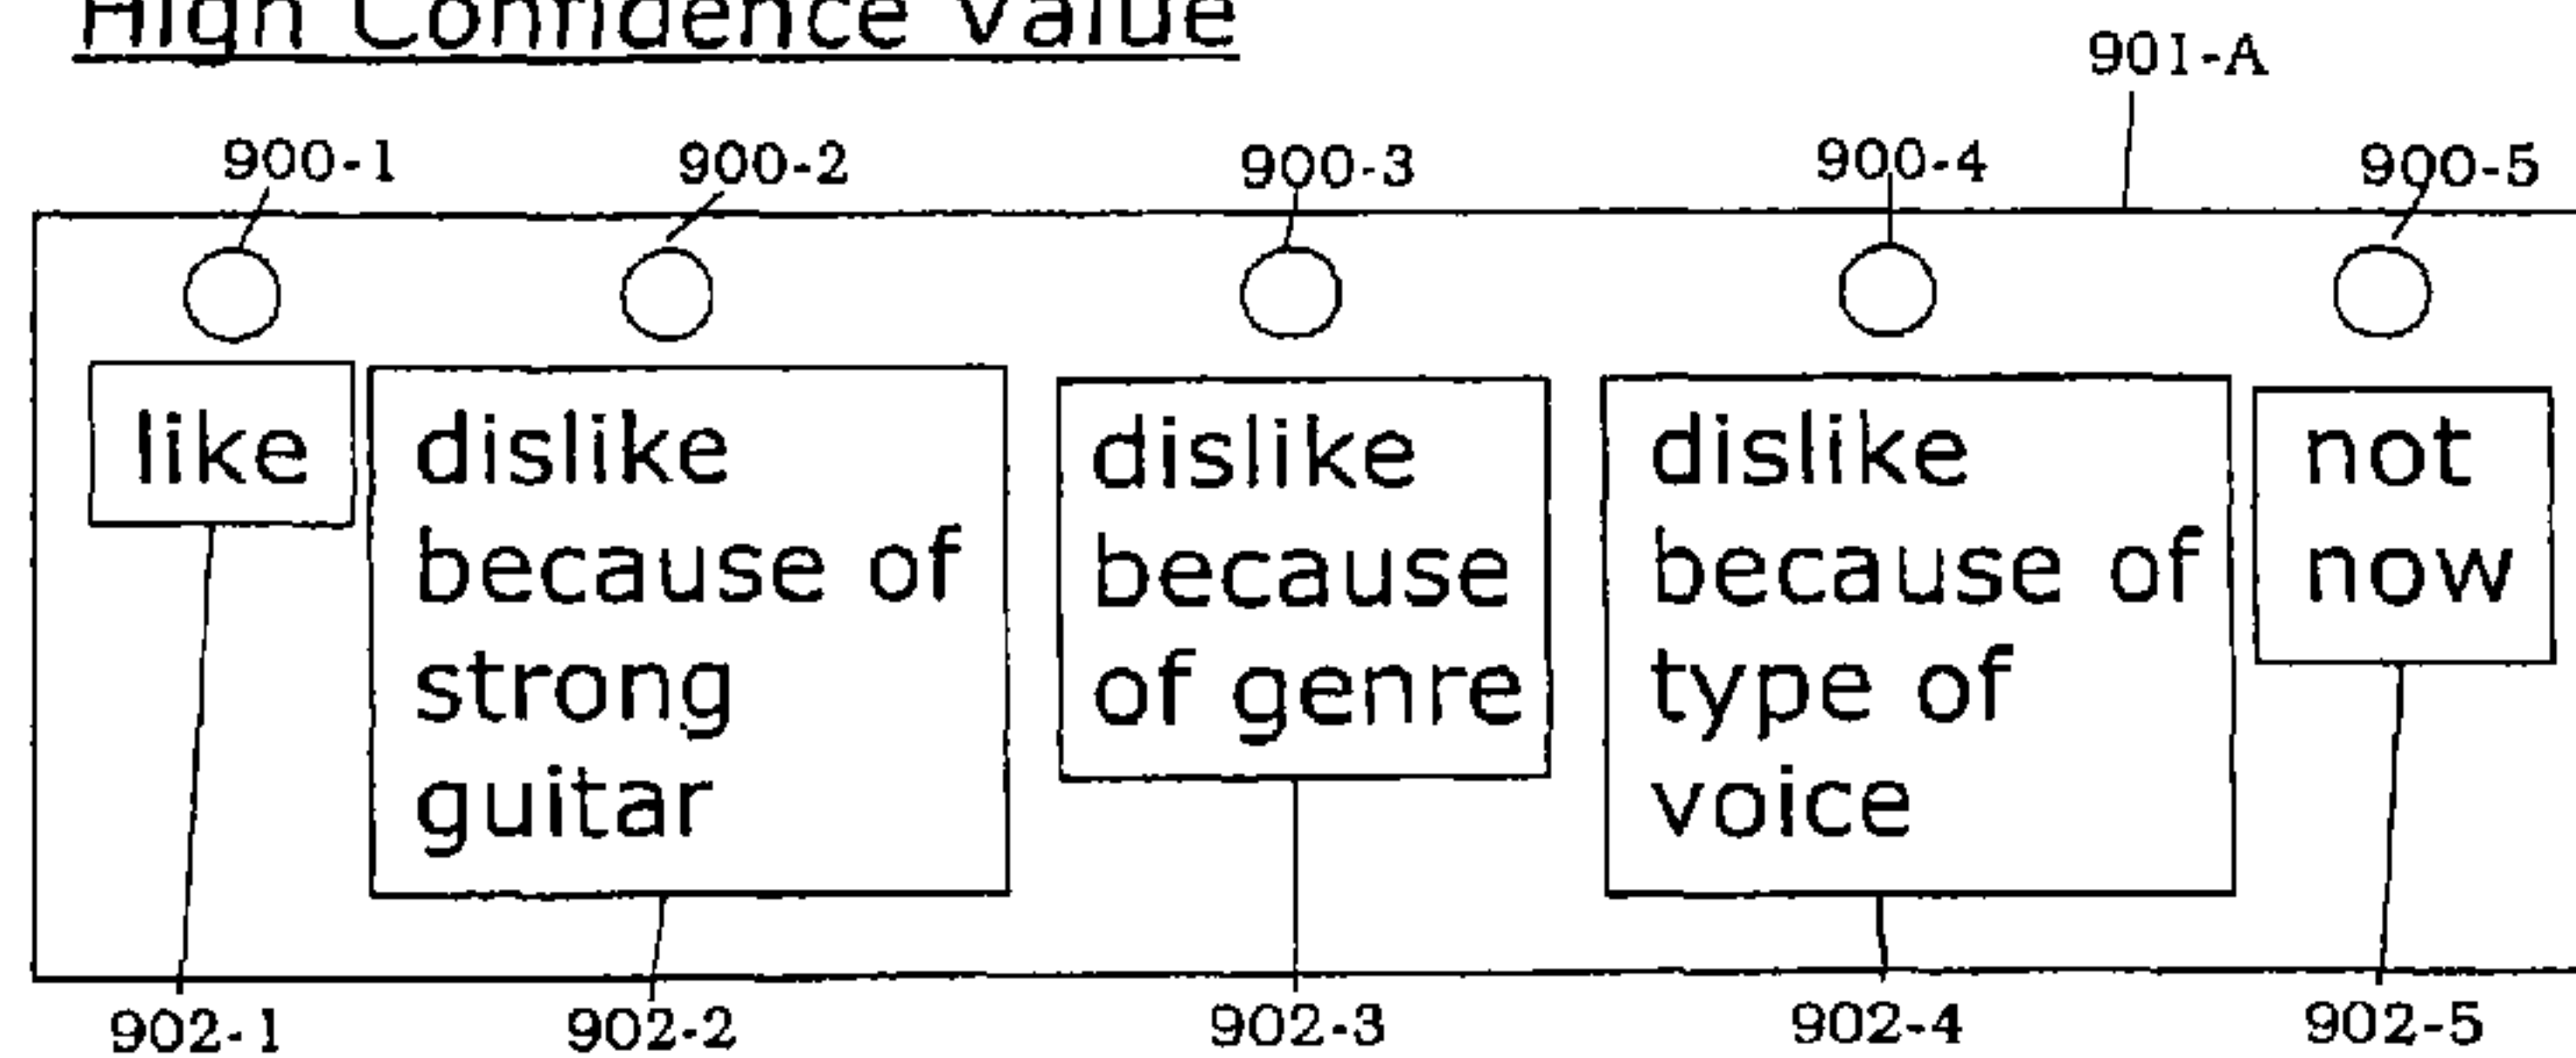 High Confidence Value
901-A
900-1 900-2 900-3 900-4 900-5
like
dislike
because of
strong
guitar
dislike
because
of genre
dislike
because of
type of
voice
not
now
902-1 902-2 902-3 902-4 902-5